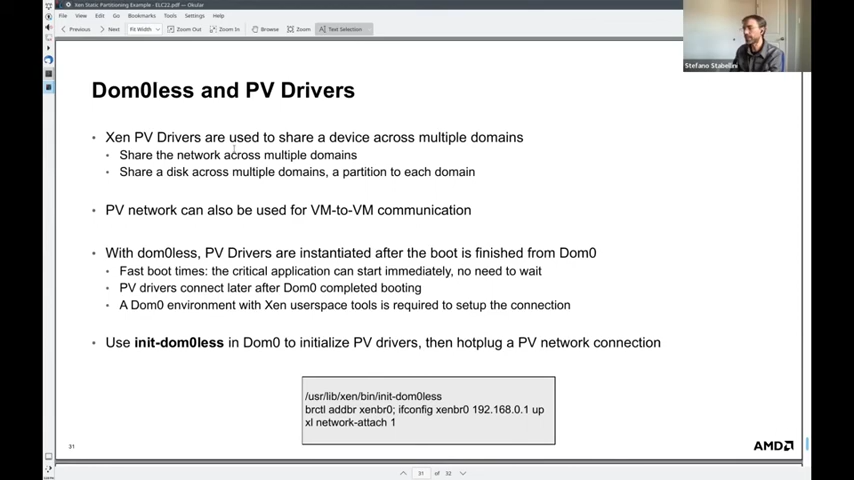 Xen Static Partitioning Example - ELC22.pdf — Okular
File View Edit Go Bookmarks Tools Settings Help
Previous Next Fit Width Zoom Out Zoom In Browse Zoom Text Selection
Stefano Stabellini
Dom0less and PV Drivers
• Xen PV Drivers are used to share a device across multiple domains
• Share the network across multiple domains
• Share a disk across multiple domains, a partition to each domain
• PV network can also be used for VM-to-VM communication
• With dom0less, PV Drivers are instantiated after the boot is finished from Dom0
• Fast boot times: the critical application can start immediately, no need to wait
• PV drivers connect later after Dom0 completed booting
• A Dom0 environment with Xen userspace tools is required to setup the connection
• Use init-dom0less in Dom0 to initialize PV drivers, then hotplug a PV network connection
/usr/lib/xen/bin/init-dom0less
brctl addbr xenbr0; ifconfig xenbr0 192.168.0.1 up
xl network-attach 1
31
AMD
31 of 32